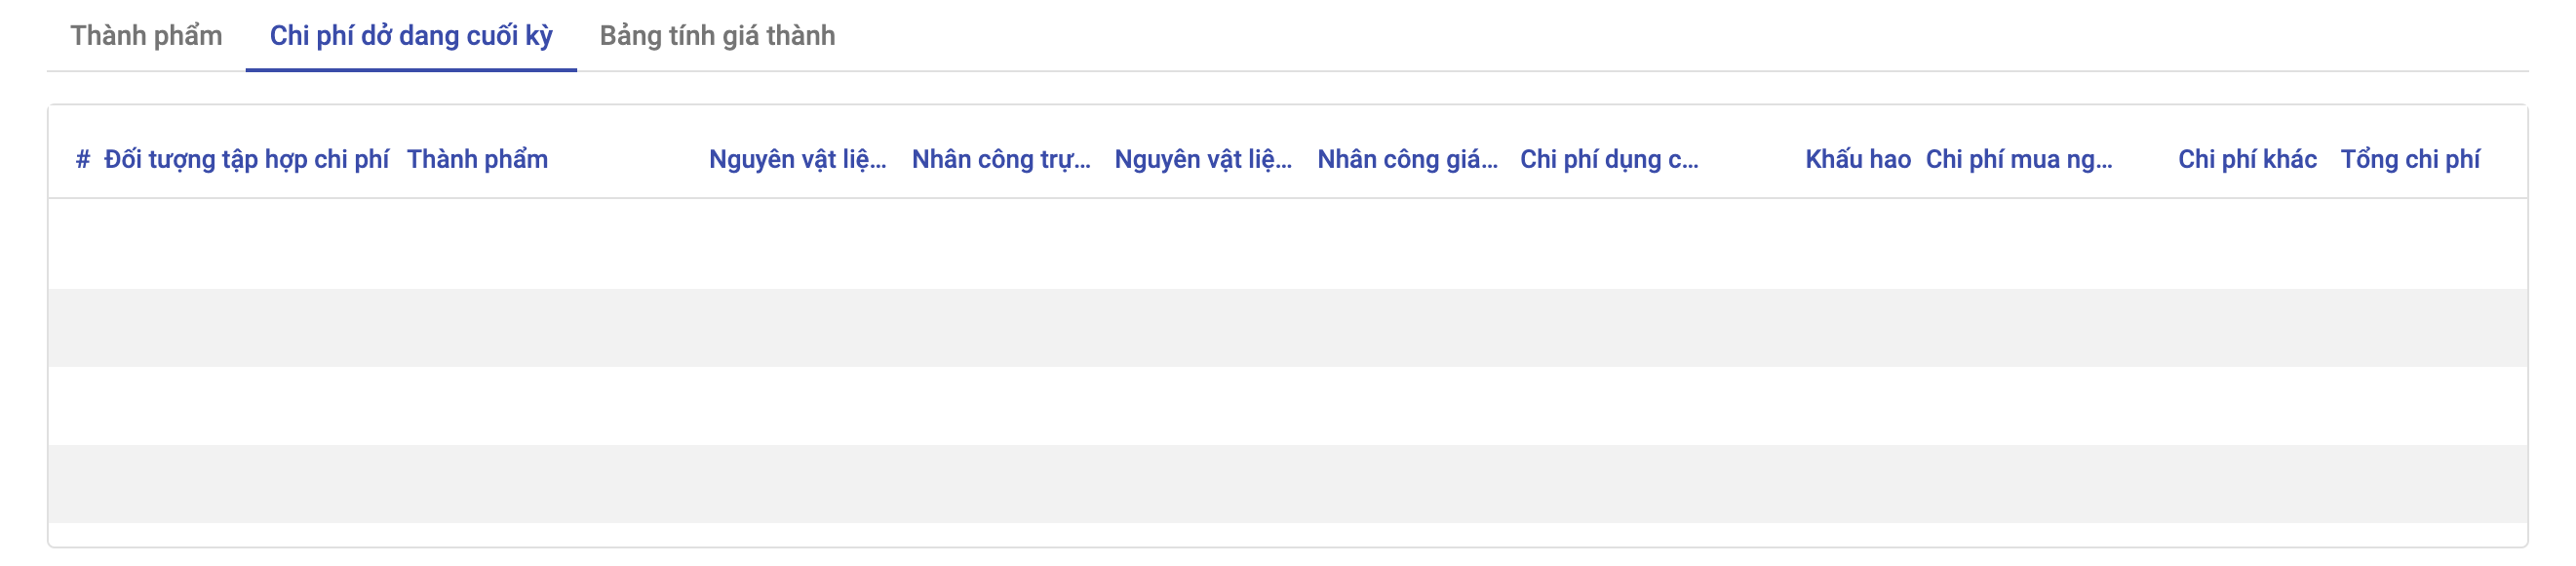 Thành phẩm Chi phí dở dang cuối kỳ Bảng tính giá thành
# Đối tượng tập hợp chi phí Thành phẩm Nguyên vật liệ... Nhân công trự... Nguyên vật liệ... Nhân công giá... Chi phí dụng c... Khấu hao Chi phí mua ng... Chi phí khác Tổng chi phí